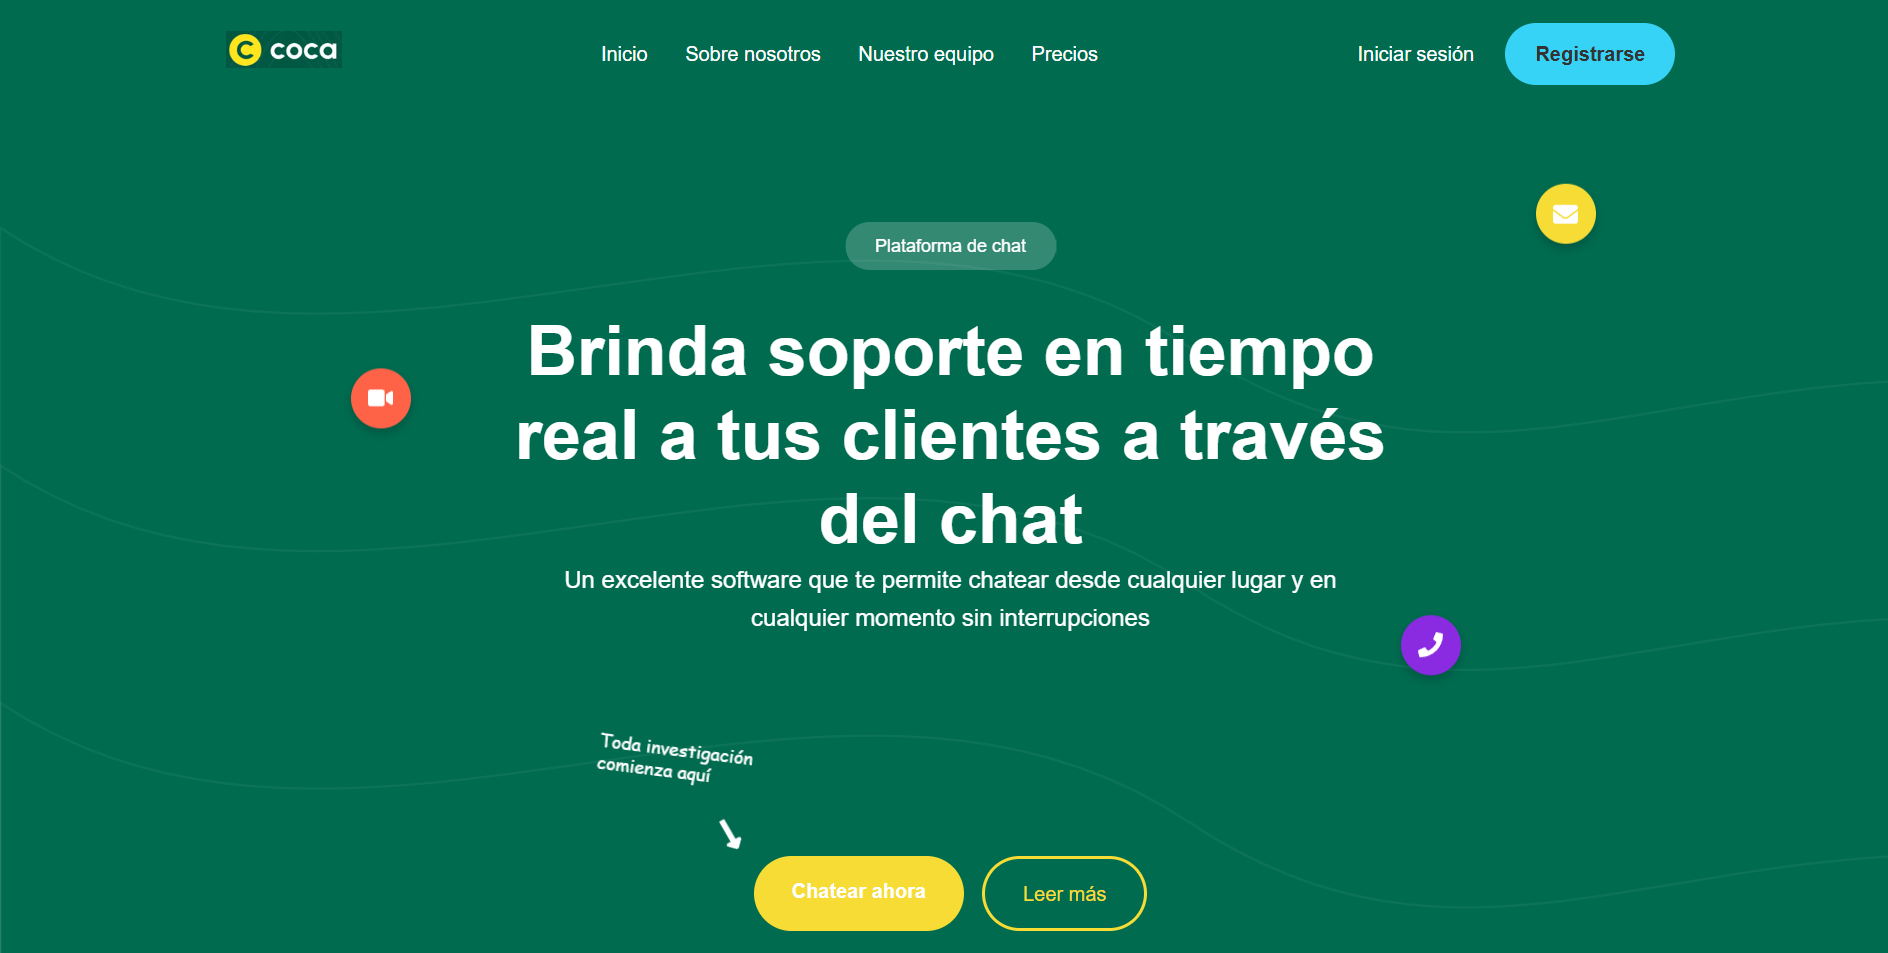 coca
Inicio
Sobre nosotros
Nuestro equipo
Precios
Iniciar sesión
Registrarse
Plataforma de chat
Brinda soporte en tiempo
real a tus clientes a través
del chat
Un excelente software que te permite chatear desde cualquier lugar y en
cualquier momento sin interrupciones
Toda investigación
comienza aquí
Chatear ahora
Leer más